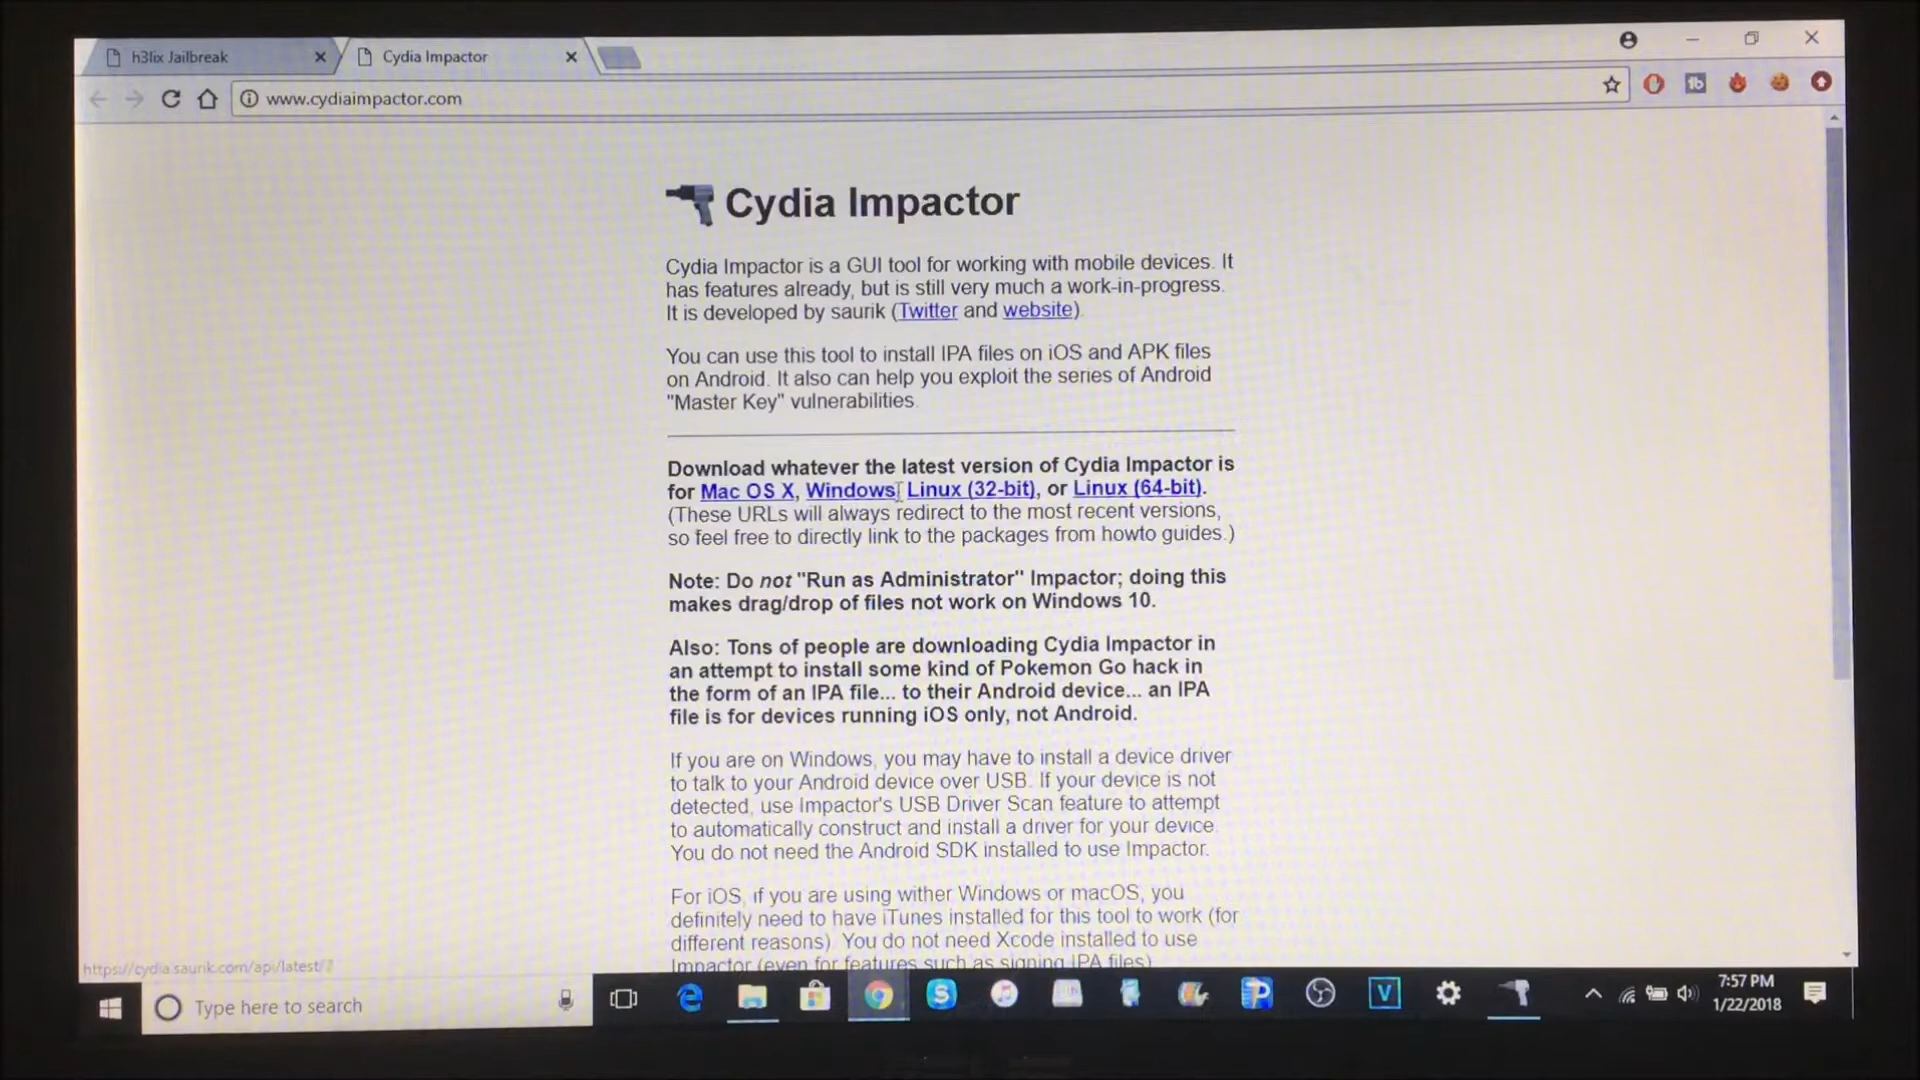 h3lix Jailbreak
Cydia Impactor
www.cydiaimpactor.com
Cydia Impactor
Cydia Impactor is a GUI tool for working with mobile devices. It
has features already, but is still very much a work-in-progress.
It is developed by saurik (Twitter and website).
You can use this tool to install IPA files on iOS and APK files
on Android. It also can help you exploit the series of Android
"Master Key" vulnerabilities.
Download whatever the latest version of Cydia Impactor is
for Mac OS X, Windows, Linux (32-bit), or Linux (64-bit).
(These URLs will always redirect to the most recent versions,
so feel free to directly link to the packages from howto guides.)
Note: Do not "Run as Administrator" Impactor; doing this
makes drag/drop of files not work on Windows 10.
Also: Tons of people are downloading Cydia Impactor in
an attempt to install some kind of Pokemon Go hack in
the form of an IPA file... to their Android device... an IPA
file is for devices running iOS only, not Android.
If you are on Windows, you may have to install a device driver
to talk to your Android device over USB. If your device is not
detected, use Impactor's USB Driver Scan feature to attempt
to automatically construct and install a driver for your device.
You do not need the Android SDK installed to use Impactor.
For iOS, if you are using wither Windows or macOS, you
definitely need to have iTunes installed for this tool to work (for
different reasons). You do not need Xcode installed to use
Impactor (even for features such as signing IPA files).
https://cydia.saurik.com/api/latest/2
Type here to search
7:57 PM
1/22/2018